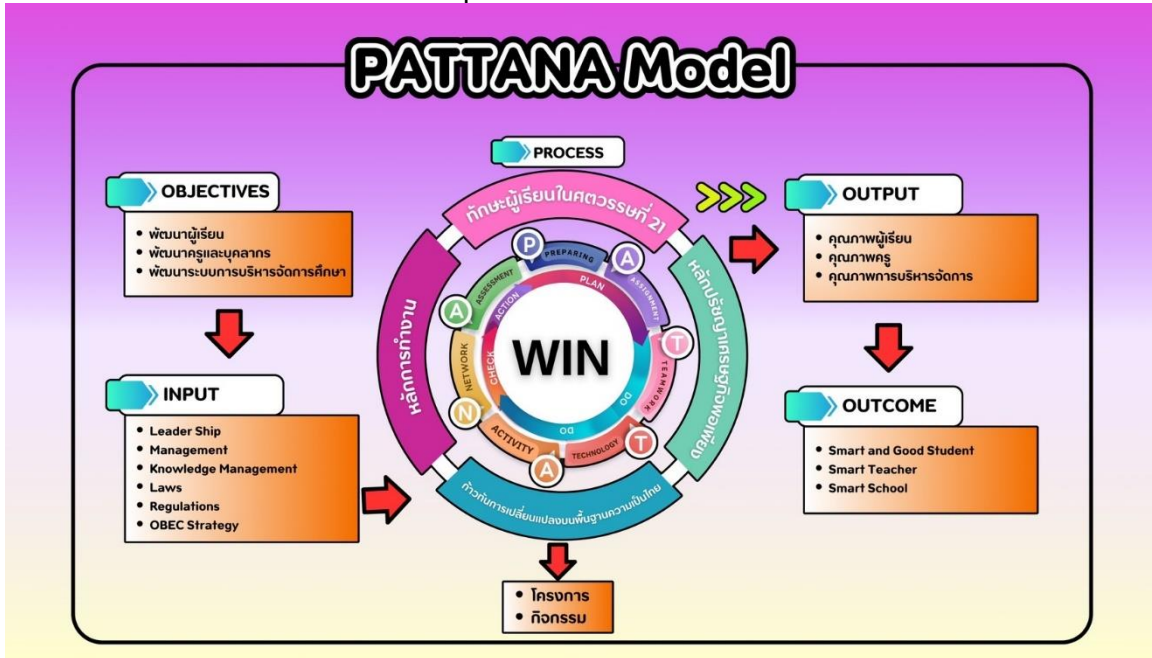 PATTANA Model
OBJECTIVES
• พัฒนาผู้เรียน
• พัฒนาครูและบุคลากร
• พัฒนาระบบการบริหารจัดการศึกษา
INPUT
• Leader Ship
• Management
• Knowledge Management
• Laws
• Regulations
• OBEC Strategy
PROCESS
ทักษะผู้เรียนในศตวรรษที่ 21
หลักปรัชญาเศรษฐกิจพอเพียง
ก้าวทันการเปลี่ยนแปลงบนพื้นฐานความเป็นไทย
หลักการทำงาน
P PREPARING
A ASSIGNMENT
T TEAMWORK
T TECHNOLOGY
A ACTIVITY
N NETWORK
A ASSESSMENT
PLAN
DO
DO
CHECK
ACTION
WIN
• โครงการ
• กิจกรรม
OUTPUT
• คุณภาพผู้เรียน
• คุณภาพครู
• คุณภาพการบริหารจัดการ
OUTCOME
• Smart and Good Student
• Smart Teacher
• Smart School